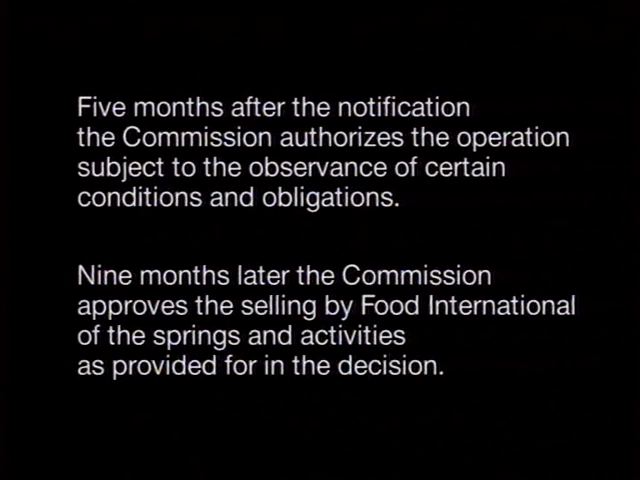 Five months after the notification
the Commission authorizes the operation
subject to the observance of certain
conditions and obligations.
Nine months later the Commission
approves the selling by Food International
of the springs and activities
as provided for in the decision.